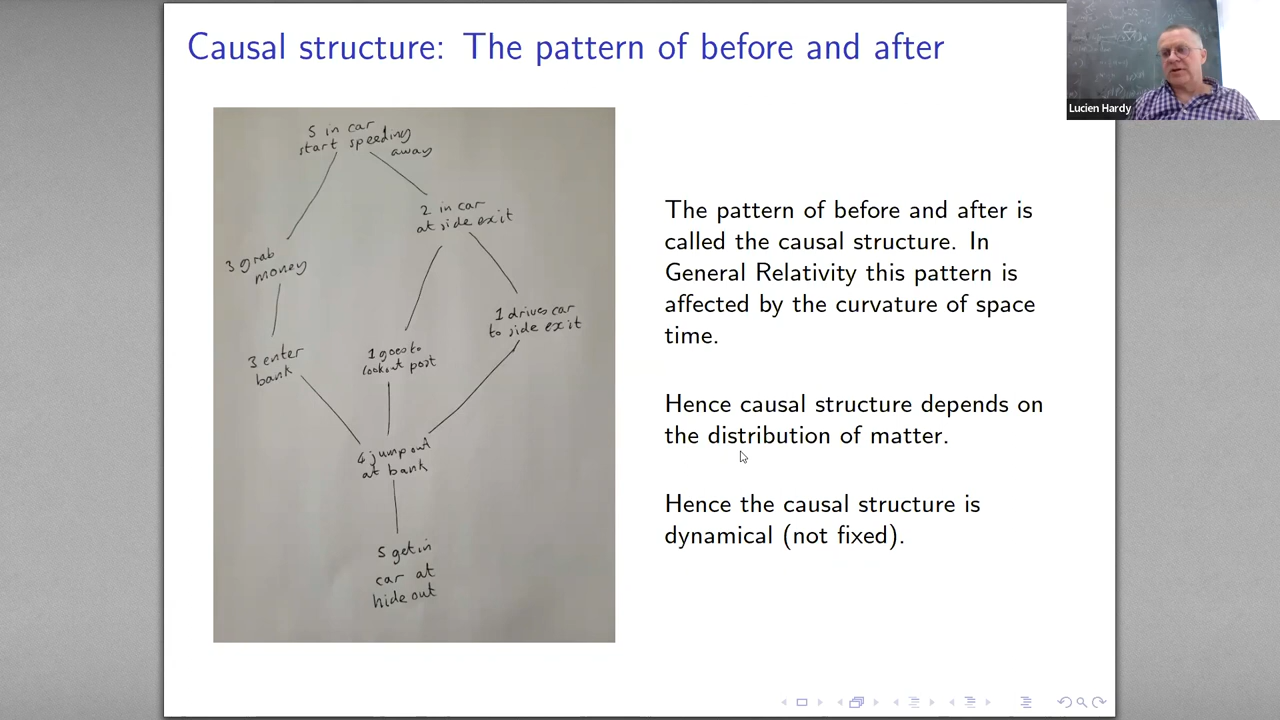 Causal structure: The pattern of before and after
Lucien Hardy
5 in car
start speeding
away
2 in car
at side exit
3 grab
money
1 drives car
to side exit
3 enter
bank
1 goes to
lookout post
4 jump out
at bank
5 get in
car at
hide out
The pattern of before and after is
called the causal structure. In
General Relativity this pattern is
affected by the curvature of space
time.
Hence causal structure depends on
the distribution of matter.
Hence the causal structure is
dynamical (not fixed).